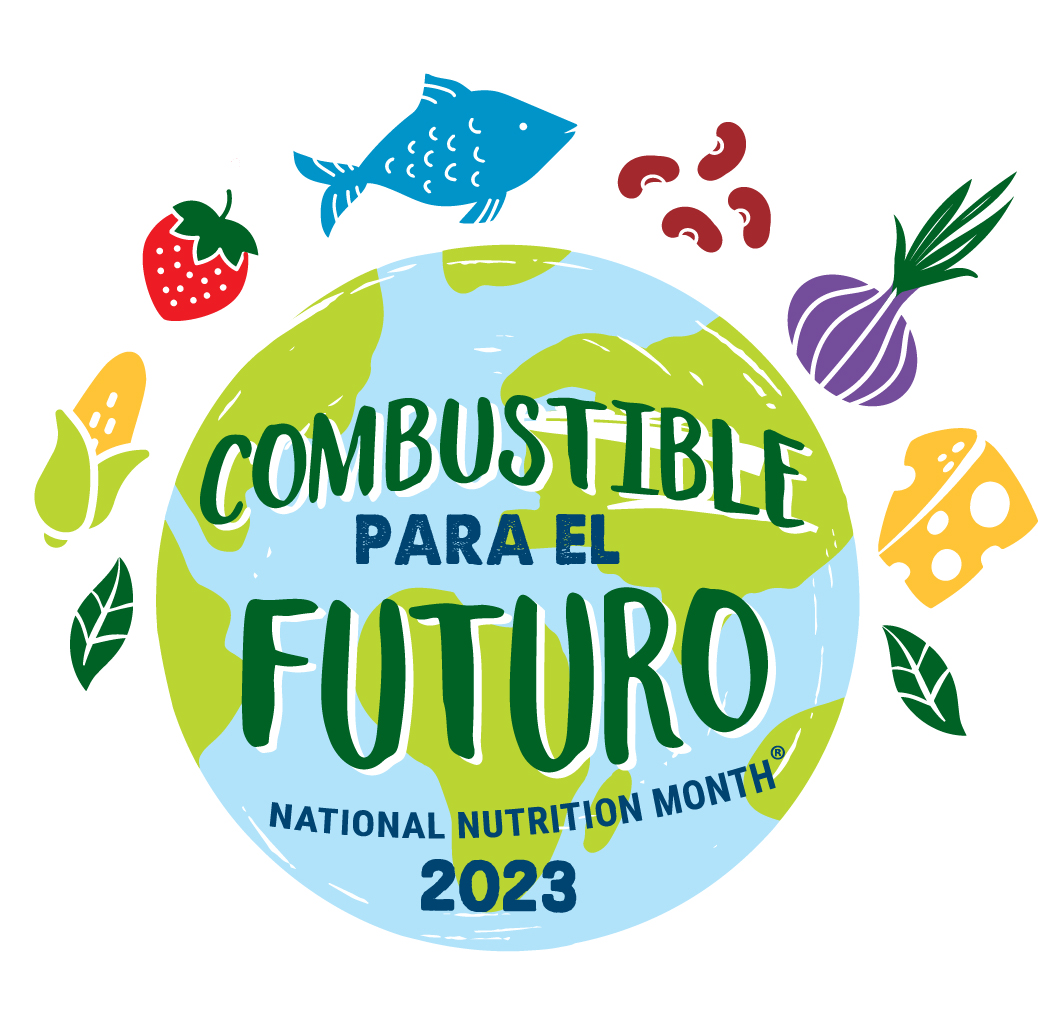 COMBUSTIBLE
PARA EL
FUTURO
NATIONAL NUTRITION MONTH®
2023